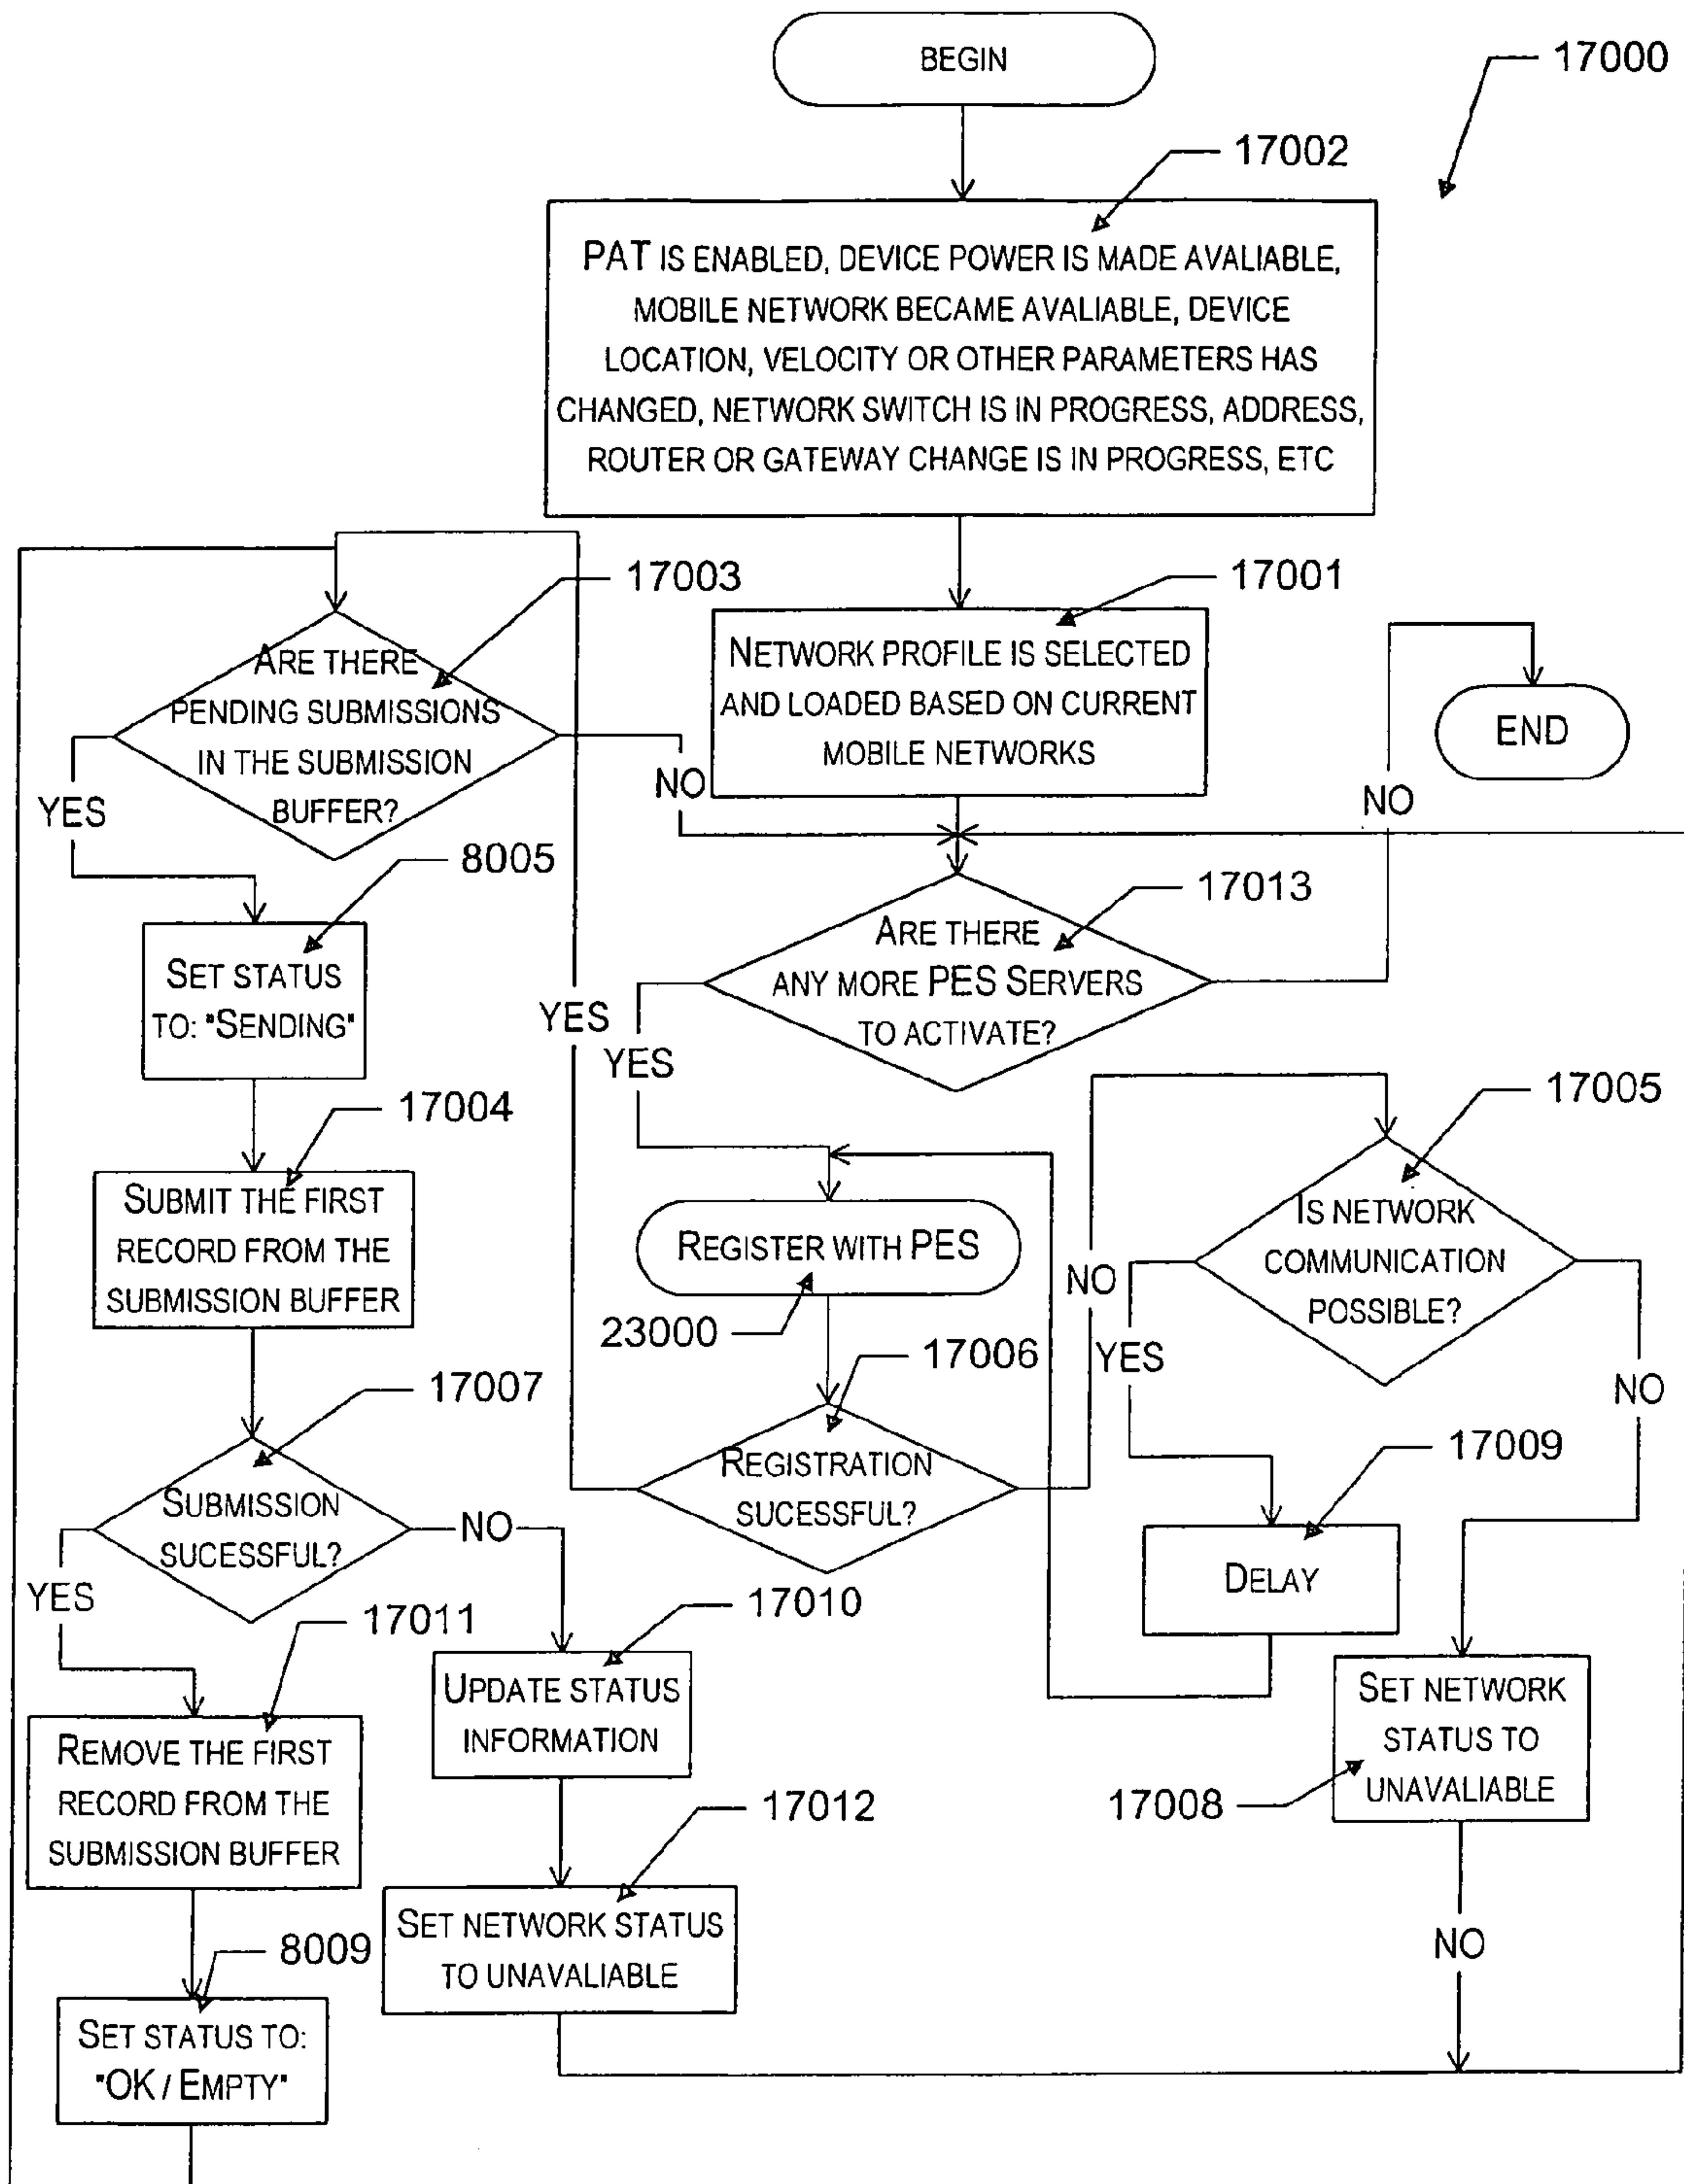 BEGIN
17000
17002
PAT IS ENABLED, DEVICE POWER IS MADE AVALIABLE,
MOBILE NETWORK BECAME AVALIABLE, DEVICE
LOCATION, VELOCITY OR OTHER PARAMETERS HAS
CHANGED, NETWORK SWITCH IS IN PROGRESS, ADDRESS,
ROUTER OR GATEWAY CHANGE IS IN PROGRESS, ETC
17003
ARE THERE
PENDING SUBMISSIONS
IN THE SUBMISSION
BUFFER?
YES
NO
17001
NETWORK PROFILE IS SELECTED
AND LOADED BASED ON CURRENT
MOBILE NETWORKS
END
NO
8005
SET STATUS
TO: "SENDING"
17013
ARE THERE
ANY MORE PES SERVERS
TO ACTIVATE?
YES
YES
17004
SUBMIT THE FIRST
RECORD FROM THE
SUBMISSION BUFFER
REGISTER WITH PES
23000
17005
IS NETWORK
COMMUNICATION
POSSIBLE?
NO
YES
NO
17007
SUBMISSION
SUCESSFUL?
NO
YES
17006
REGISTRATION
SUCESSFUL?
17009
DELAY
17011
REMOVE THE FIRST
RECORD FROM THE
SUBMISSION BUFFER
17010
UPDATE STATUS
INFORMATION
SET NETWORK
STATUS TO
UNAVALIABLE
17008
NO
17012
SET NETWORK STATUS
TO UNAVALIABLE
8009
SET STATUS TO:
"OK / EMPTY"